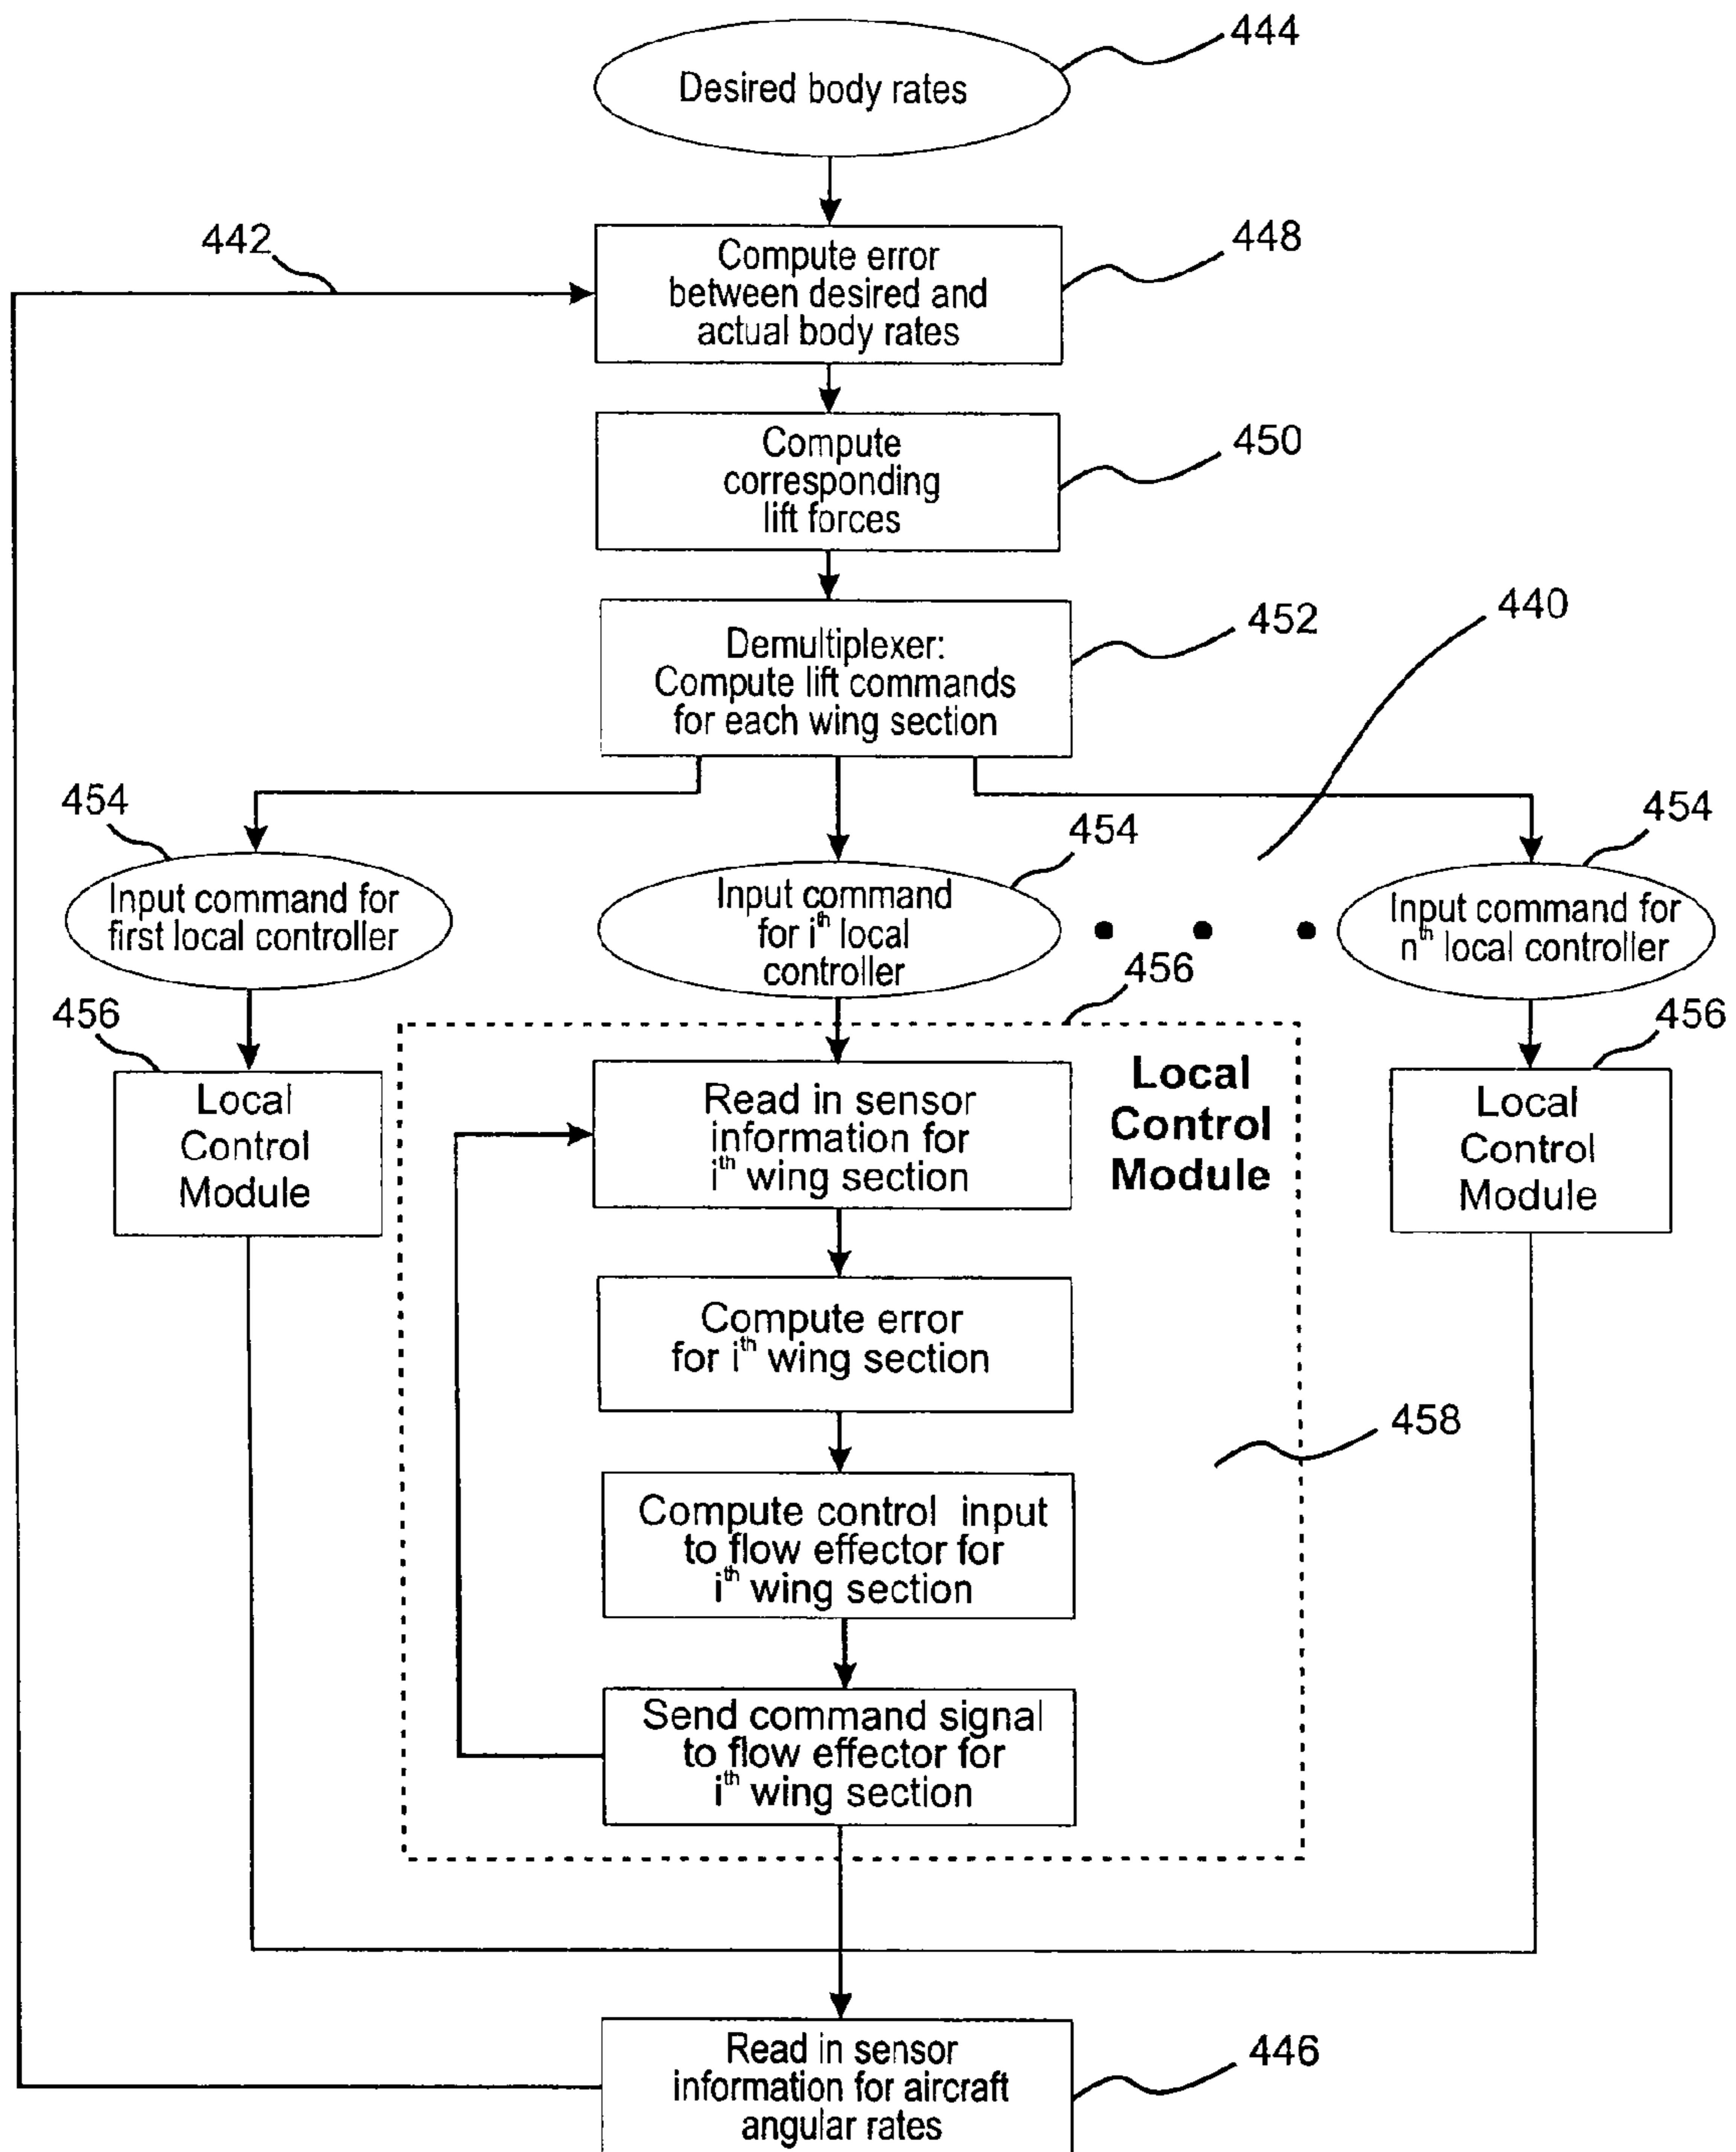 444
Desired body rates
442
448
Compute error
between desired and
actual body rates
450
Compute
corresponding
lift forces
440
452
Demultiplexer:
Compute lift commands
for each wing section
454
454
454
Input command for
first local controller
Input command
for ith local
controller
Input command for
nth local controller
456
456
456
Local
Control
Module
Local
Control
Module
Local
Control
Module
Read in sensor
information for
ith wing section
Compute error
for ith wing section
458
Compute control input
to flow effector for
ith wing section
Send command signal
to flow effector for
ith wing section
446
Read in sensor
information for aircraft
angular rates